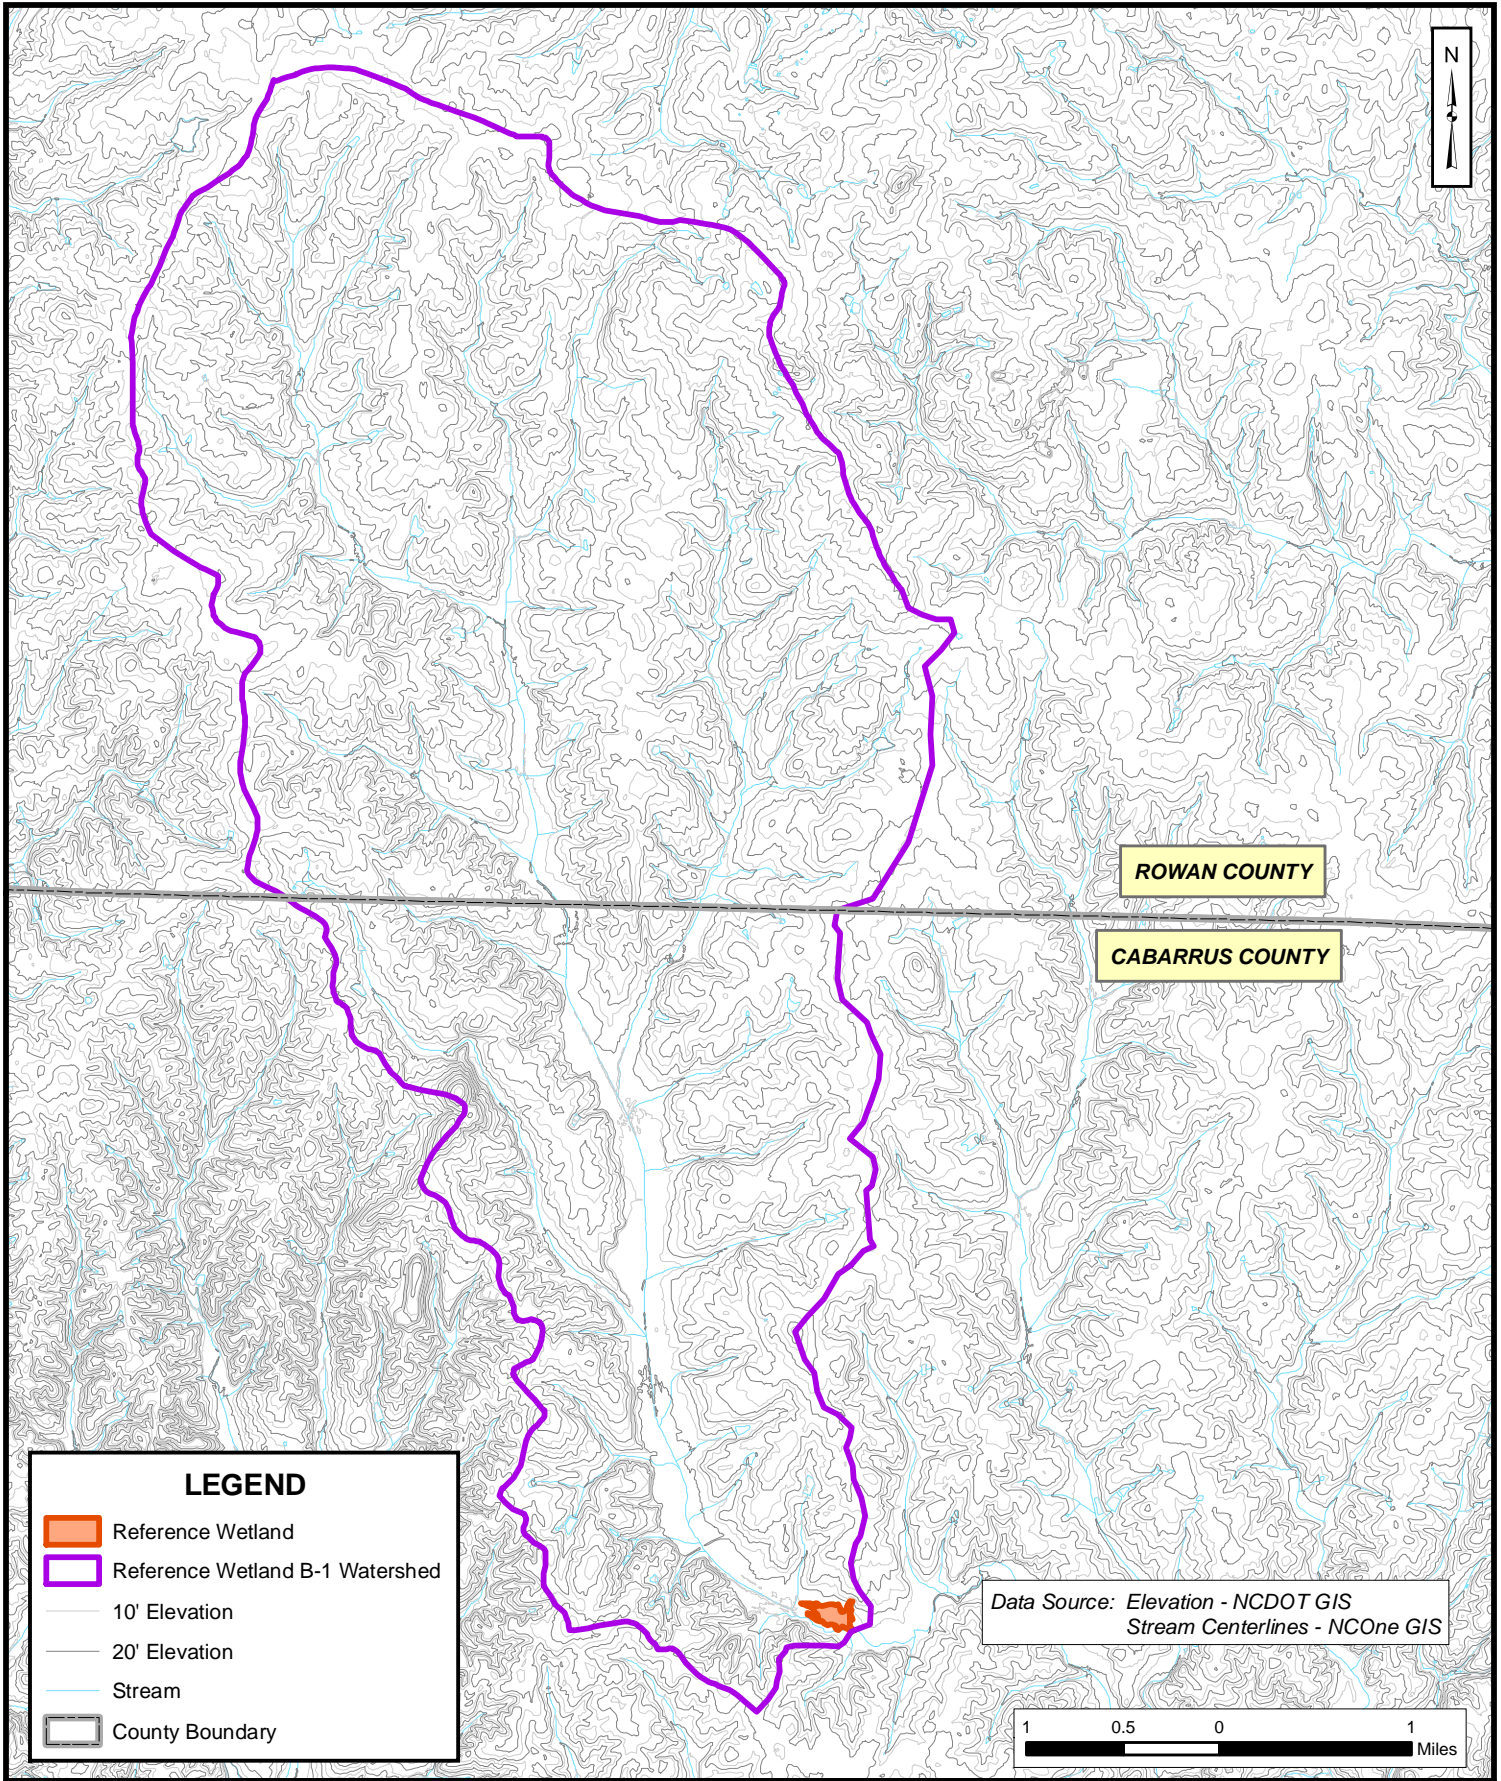 N
ROWAN COUNTY
CABARRUS COUNTY
LEGEND
Reference Wetland
Reference Wetland B-1 Watershed
10' Elevation
20' Elevation
Stream
County Boundary
Data Source: Elevation - NCDOT GIS
Stream Centerlines - NCOne GIS
1 0.5 0 1
Miles